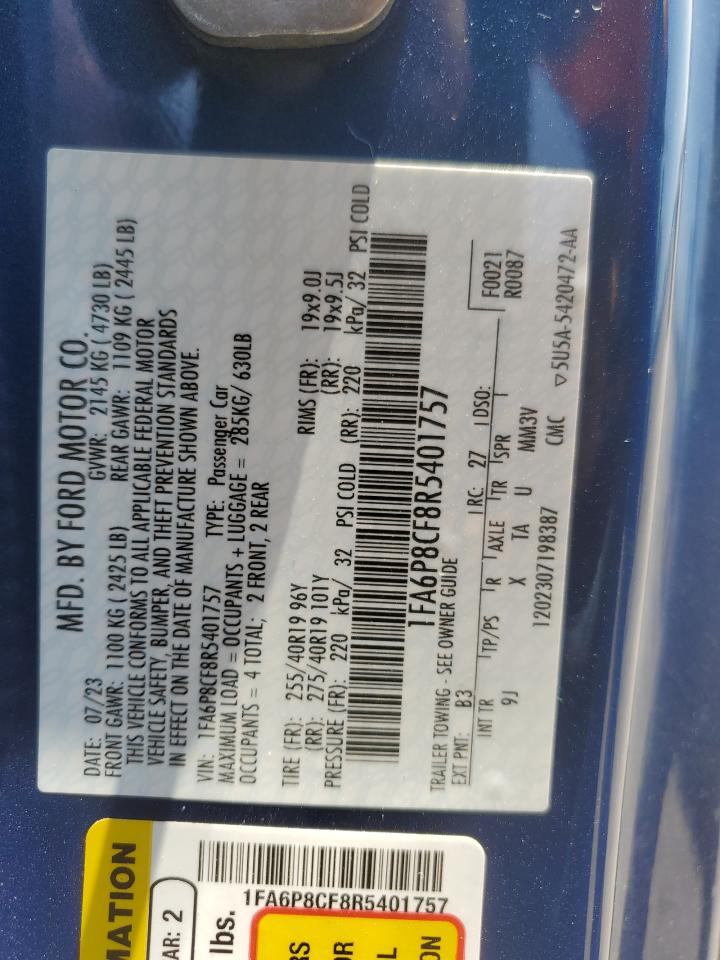 MFD. BY FORD MOTOR CO.
DATE: 07/23 GVWR: 2145 KG ( 4730 LB)
FRONT GAWR: 1100 KG ( 2425 LB) REAR GAWR: 1109 KG ( 2445 LB)
THIS VEHICLE CONFORMS TO ALL APPLICABLE FEDERAL MOTOR
VEHICLE SAFETY, BUMPER, AND THEFT PREVENTION STANDARDS
IN EFFECT ON THE DATE OF MANUFACTURE SHOWN ABOVE.
VIN: 1FA6P8CF8R5401757 TYPE: Passenger Car
MAXIMUM LOAD = OCCUPANTS + LUGGAGE = 285KG/ 630LB
OCCUPANTS = 4 TOTAL; 2 FRONT, 2 REAR
TIRE (FR): 255/40R19 96Y RIMS (FR): 19x9.0J
(RR): 275/40R19 101Y (RR): 19x9.5J
PRESSURE (FR): 220 kPa/ 32 PSI COLD (RR): 220 kPa/ 32 PSI COLD
1FA6P8CF8R5401757
TRAILER TOWING - SEE OWNER GUIDE
EXT PNT: B3 RC: 27 DSO: F0021
R0087
INT TR TP/PS R AXLE TR SPR
9J X TA U MM3V
1202307198387 CMC ▽5U5A-5420472-AA
MATION
AR: 2
lbs.
1FA6P8CF8R5401757
RS
OR
L
ON